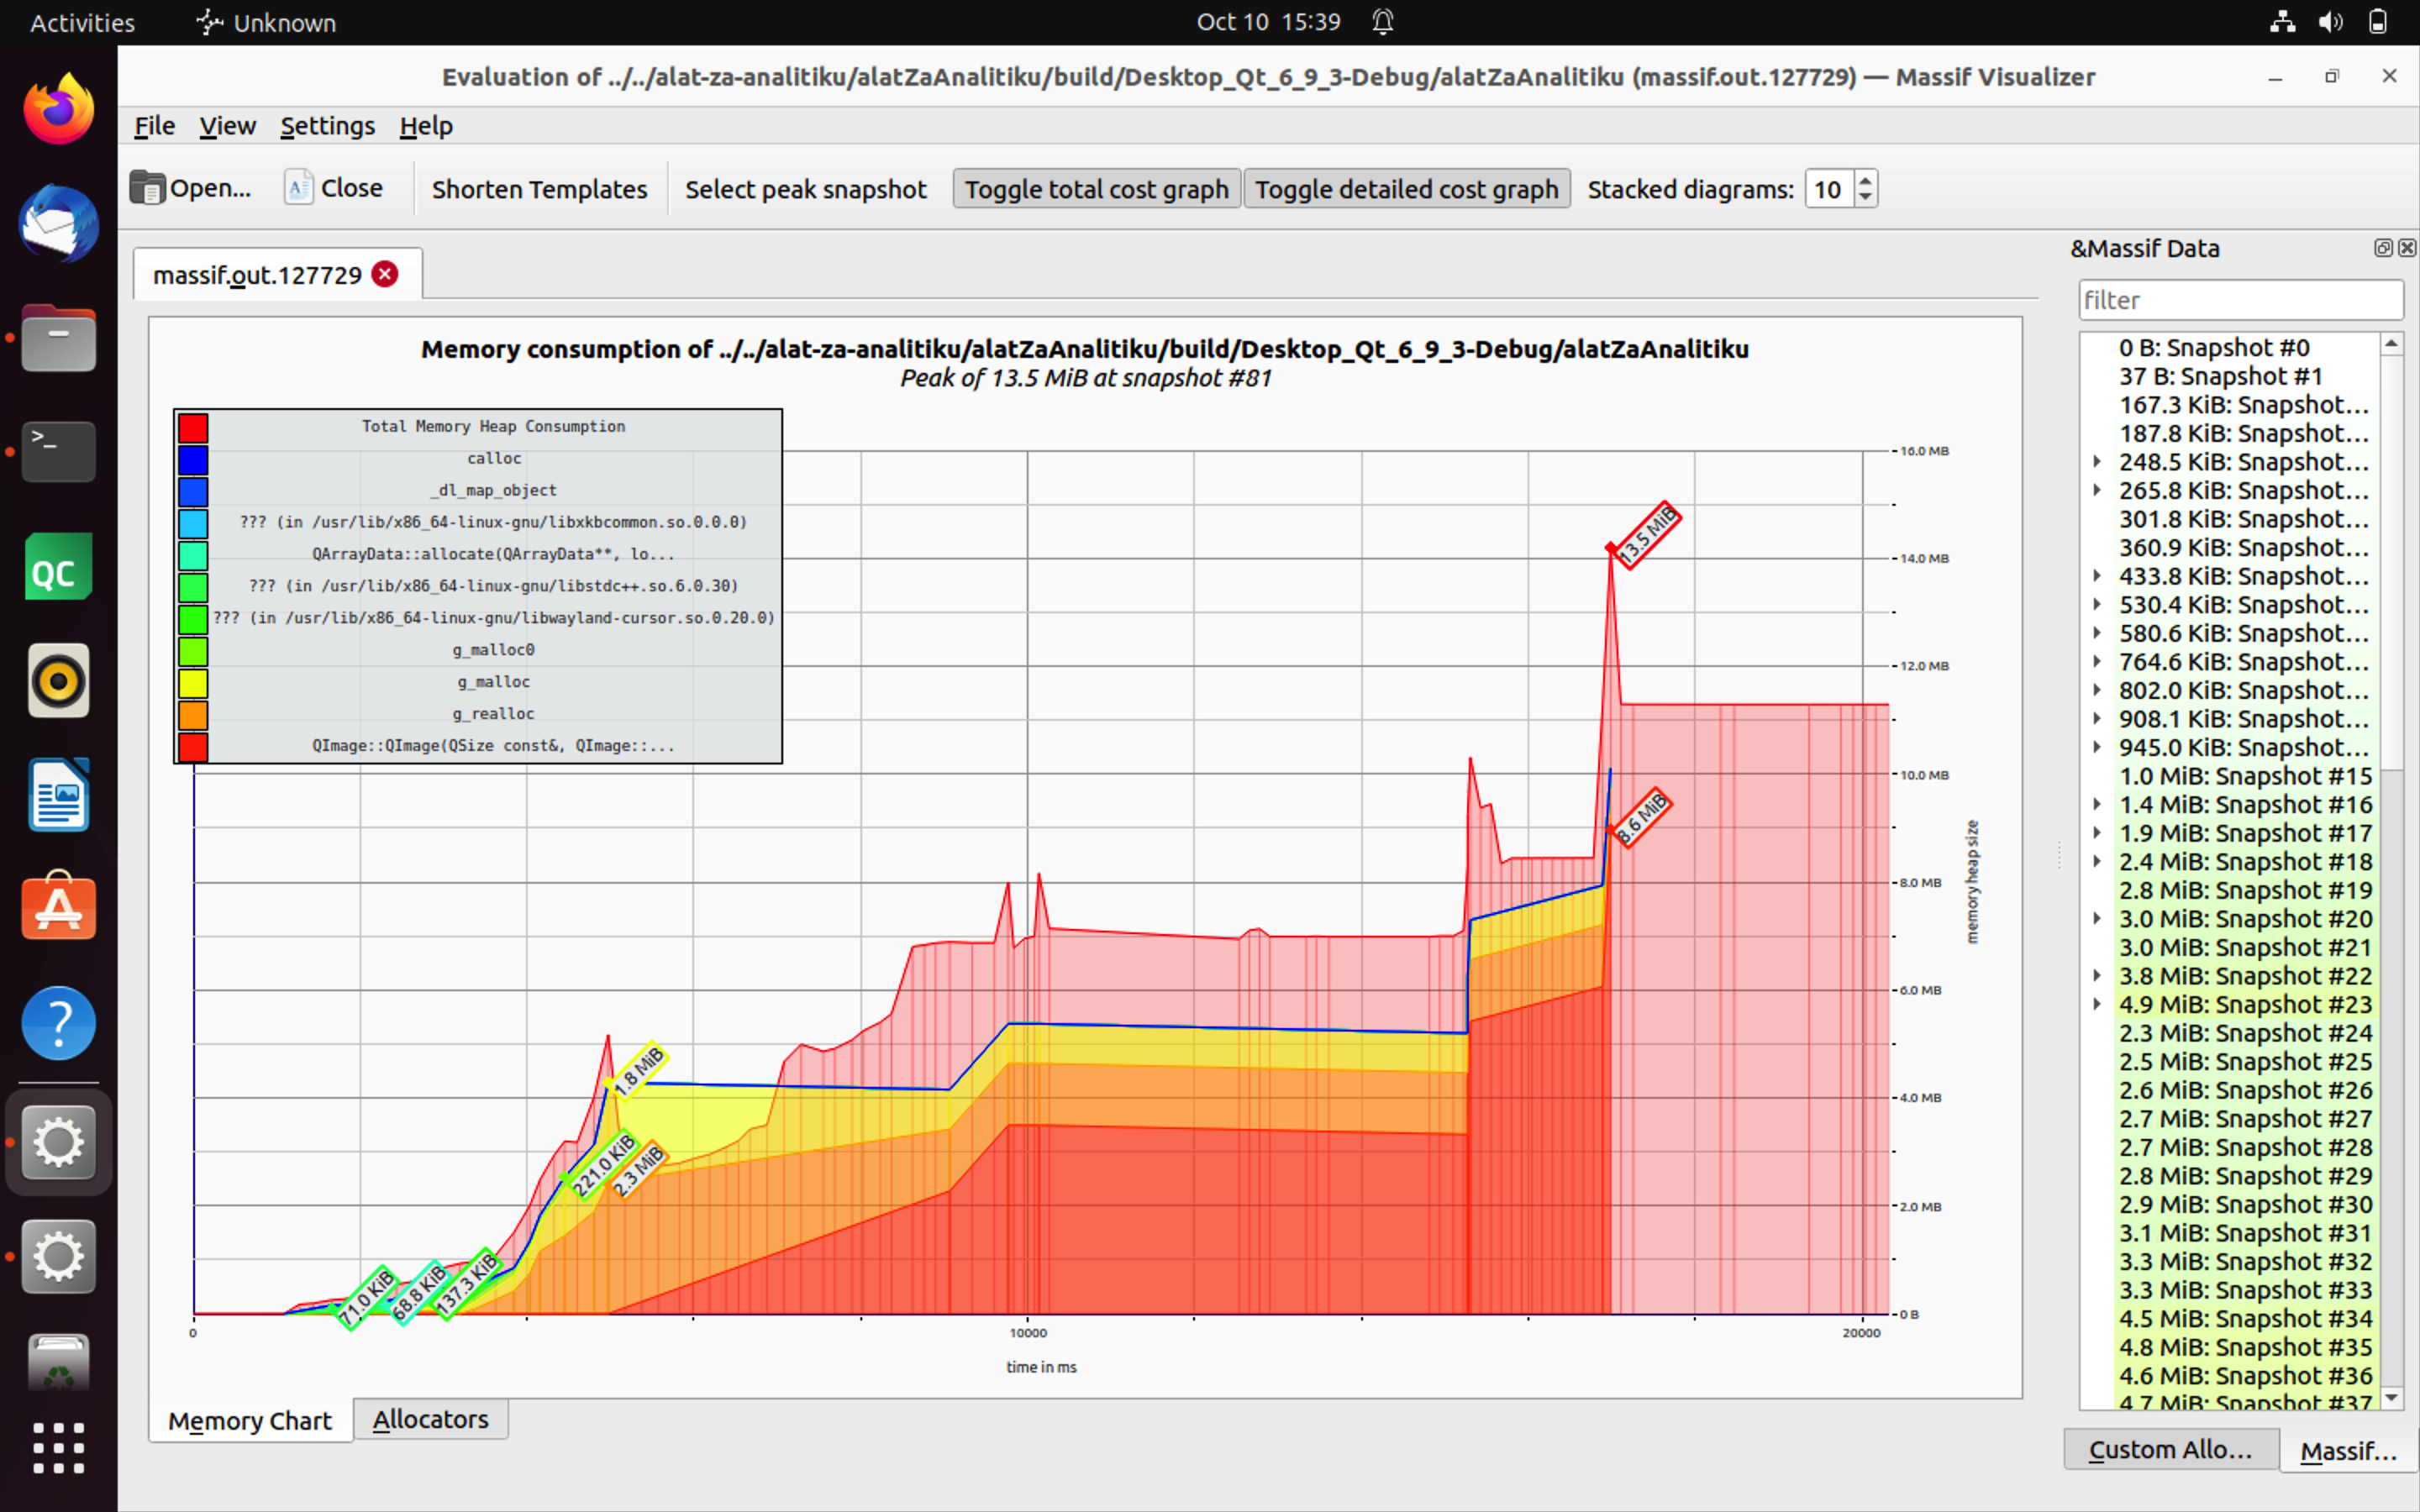 Activities
Unknown
Oct 10 15:39
Evaluation of ../../alat-za-analitiku/alatZaAnalitiku/build/Desktop_Qt_6_9_3-Debug/alatZaAnalitiku (massif.out.127729) — Massif Visualizer
File View Settings Help
Open...
Close
Shorten Templates
Select peak snapshot
Toggle total cost graph
Toggle detailed cost graph
Stacked diagrams: 10
massif.out.127729
&Massif Data
filter
Memory consumption of ../../alat-za-analitiku/alatZaAnalitiku/build/Desktop_Qt_6_9_3-Debug/alatZaAnalitiku
Peak of 13.5 MiB at snapshot #81
Total Memory Heap Consumption
calloc
_dl_map_object
??? (in /usr/lib/x86_64-linux-gnu/libxkbcommon.so.0.0.0)
QArrayData::allocate(QArrayData**, lo...
??? (in /usr/lib/x86_64-linux-gnu/libstdc++.so.6.0.30)
??? (in /usr/lib/x86_64-linux-gnu/libwayland-cursor.so.0.20.0)
g_malloc0
g_malloc
g_realloc
QImage::QImage(QSize const&, QImage::...
16.0 MB
14.0 MB
12.0 MB
10.0 MB
8.0 MB
6.0 MB
4.0 MB
2.0 MB
0 B
memory heap size
13.5 MiB
8.6 MiB
1.8 MiB
221.0 KiB
2.3 MiB
71.0 KiB
68.8 KiB
137.3 KiB
0
10000
20000
time in ms
Memory Chart
Allocators
0 B: Snapshot #0
37 B: Snapshot #1
167.3 KiB: Snapshot...
187.8 KiB: Snapshot...
248.5 KiB: Snapshot...
265.8 KiB: Snapshot...
301.8 KiB: Snapshot...
360.9 KiB: Snapshot...
433.8 KiB: Snapshot...
530.4 KiB: Snapshot...
580.6 KiB: Snapshot...
764.6 KiB: Snapshot...
802.0 KiB: Snapshot...
908.1 KiB: Snapshot...
945.0 KiB: Snapshot...
1.0 MiB: Snapshot #15
1.4 MiB: Snapshot #16
1.9 MiB: Snapshot #17
2.4 MiB: Snapshot #18
2.8 MiB: Snapshot #19
3.0 MiB: Snapshot #20
3.0 MiB: Snapshot #21
3.8 MiB: Snapshot #22
4.9 MiB: Snapshot #23
2.3 MiB: Snapshot #24
2.5 MiB: Snapshot #25
2.6 MiB: Snapshot #26
2.7 MiB: Snapshot #27
2.7 MiB: Snapshot #28
2.8 MiB: Snapshot #29
2.9 MiB: Snapshot #30
3.1 MiB: Snapshot #31
3.3 MiB: Snapshot #32
3.3 MiB: Snapshot #33
4.5 MiB: Snapshot #34
4.8 MiB: Snapshot #35
4.6 MiB: Snapshot #36
4.7 MiB: Snapshot #37
Custom Allo...
Massif...
QC